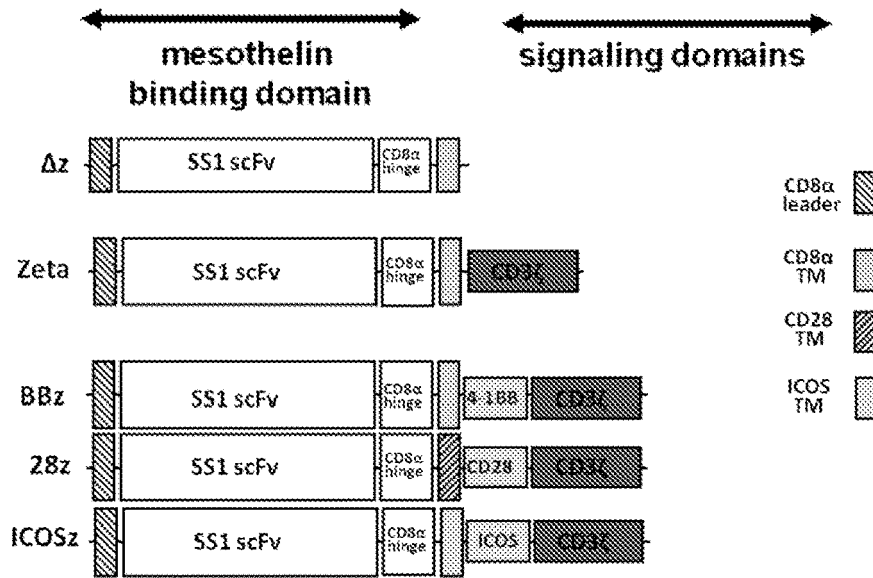 mesothelin
binding domain
signaling domains
Δz
SS1 scFv
CD8α
hinge
Zeta
SS1 scFv
CD8α
hinge
CD3ζ
BBz
SS1 scFv
CD8α
hinge
4-1BB
CD3ζ
28z
SS1 scFv
CD8α
hinge
CD28
CD3ζ
ICOSz
SS1 scFv
CD8α
hinge
ICOS
CD3ζ
CD8α
leader
CD8α
TM
CD28
TM
ICOS
TM